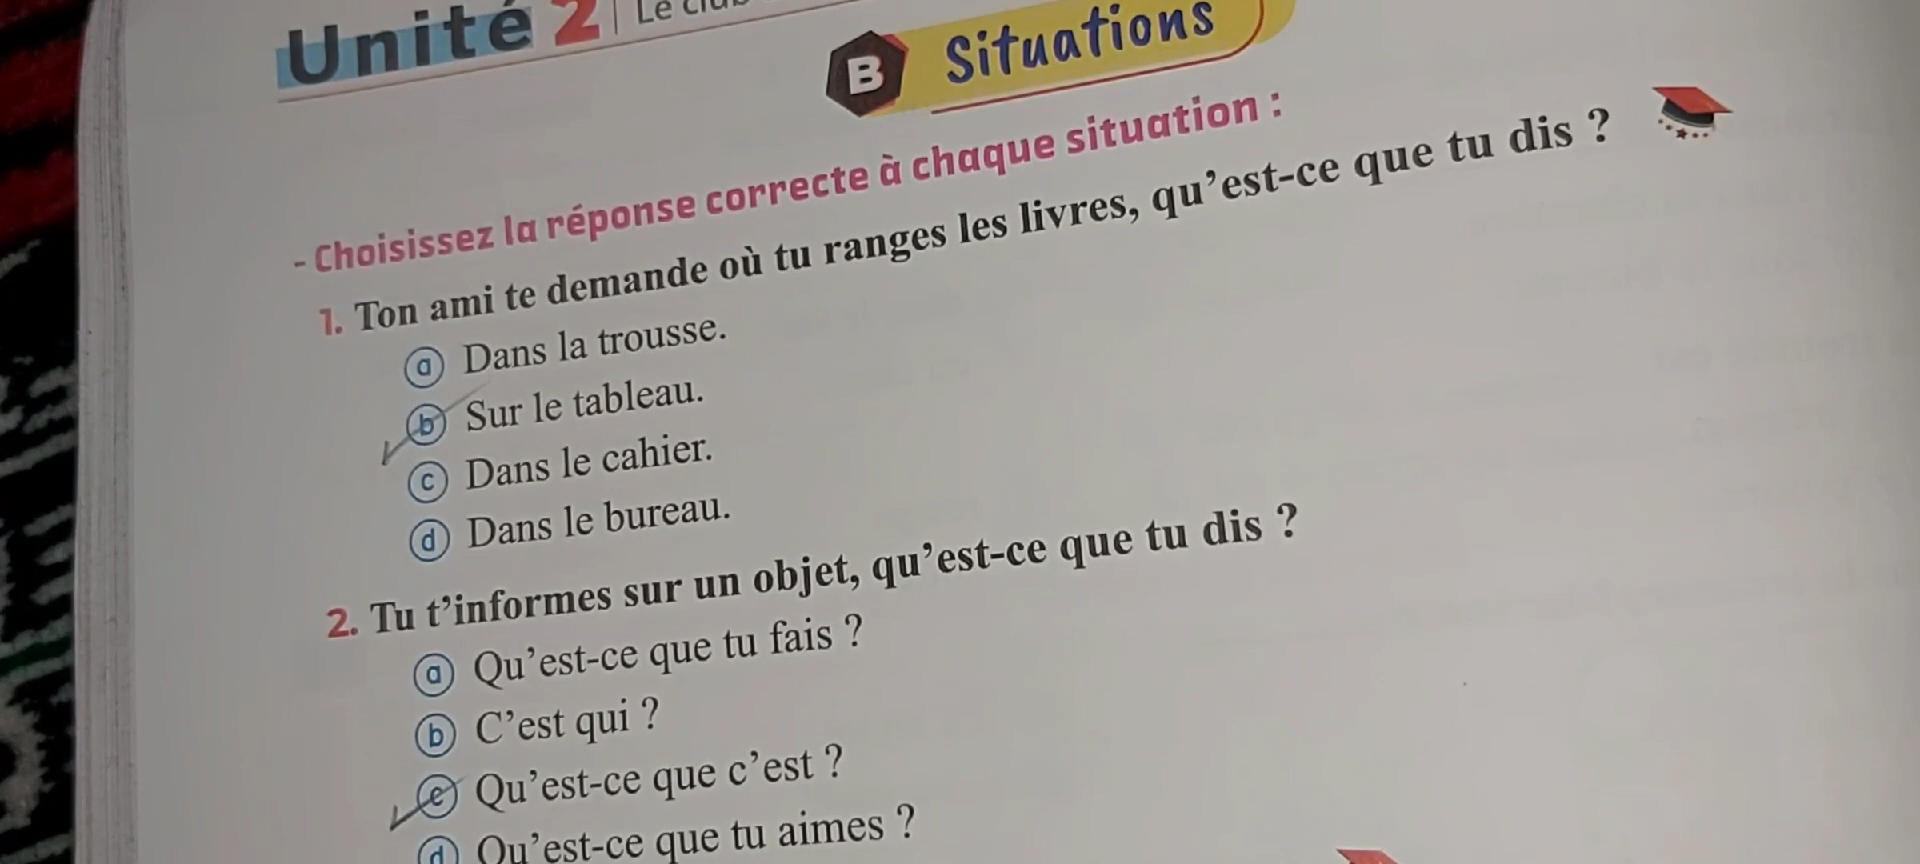 Unité 2 | Le club
B Situations
- Choisissez la réponse correcte à chaque situation :
1. Ton ami te demande où tu ranges les livres, qu'est-ce que tu dis ?
a Dans la trousse.
b Sur le tableau.
c Dans le cahier.
d Dans le bureau.
2. Tu t'informes sur un objet, qu'est-ce que tu dis ?
a Qu'est-ce que tu fais ?
b C'est qui ?
c Qu'est-ce que c'est ?
d Qu'est-ce que tu aimes ?